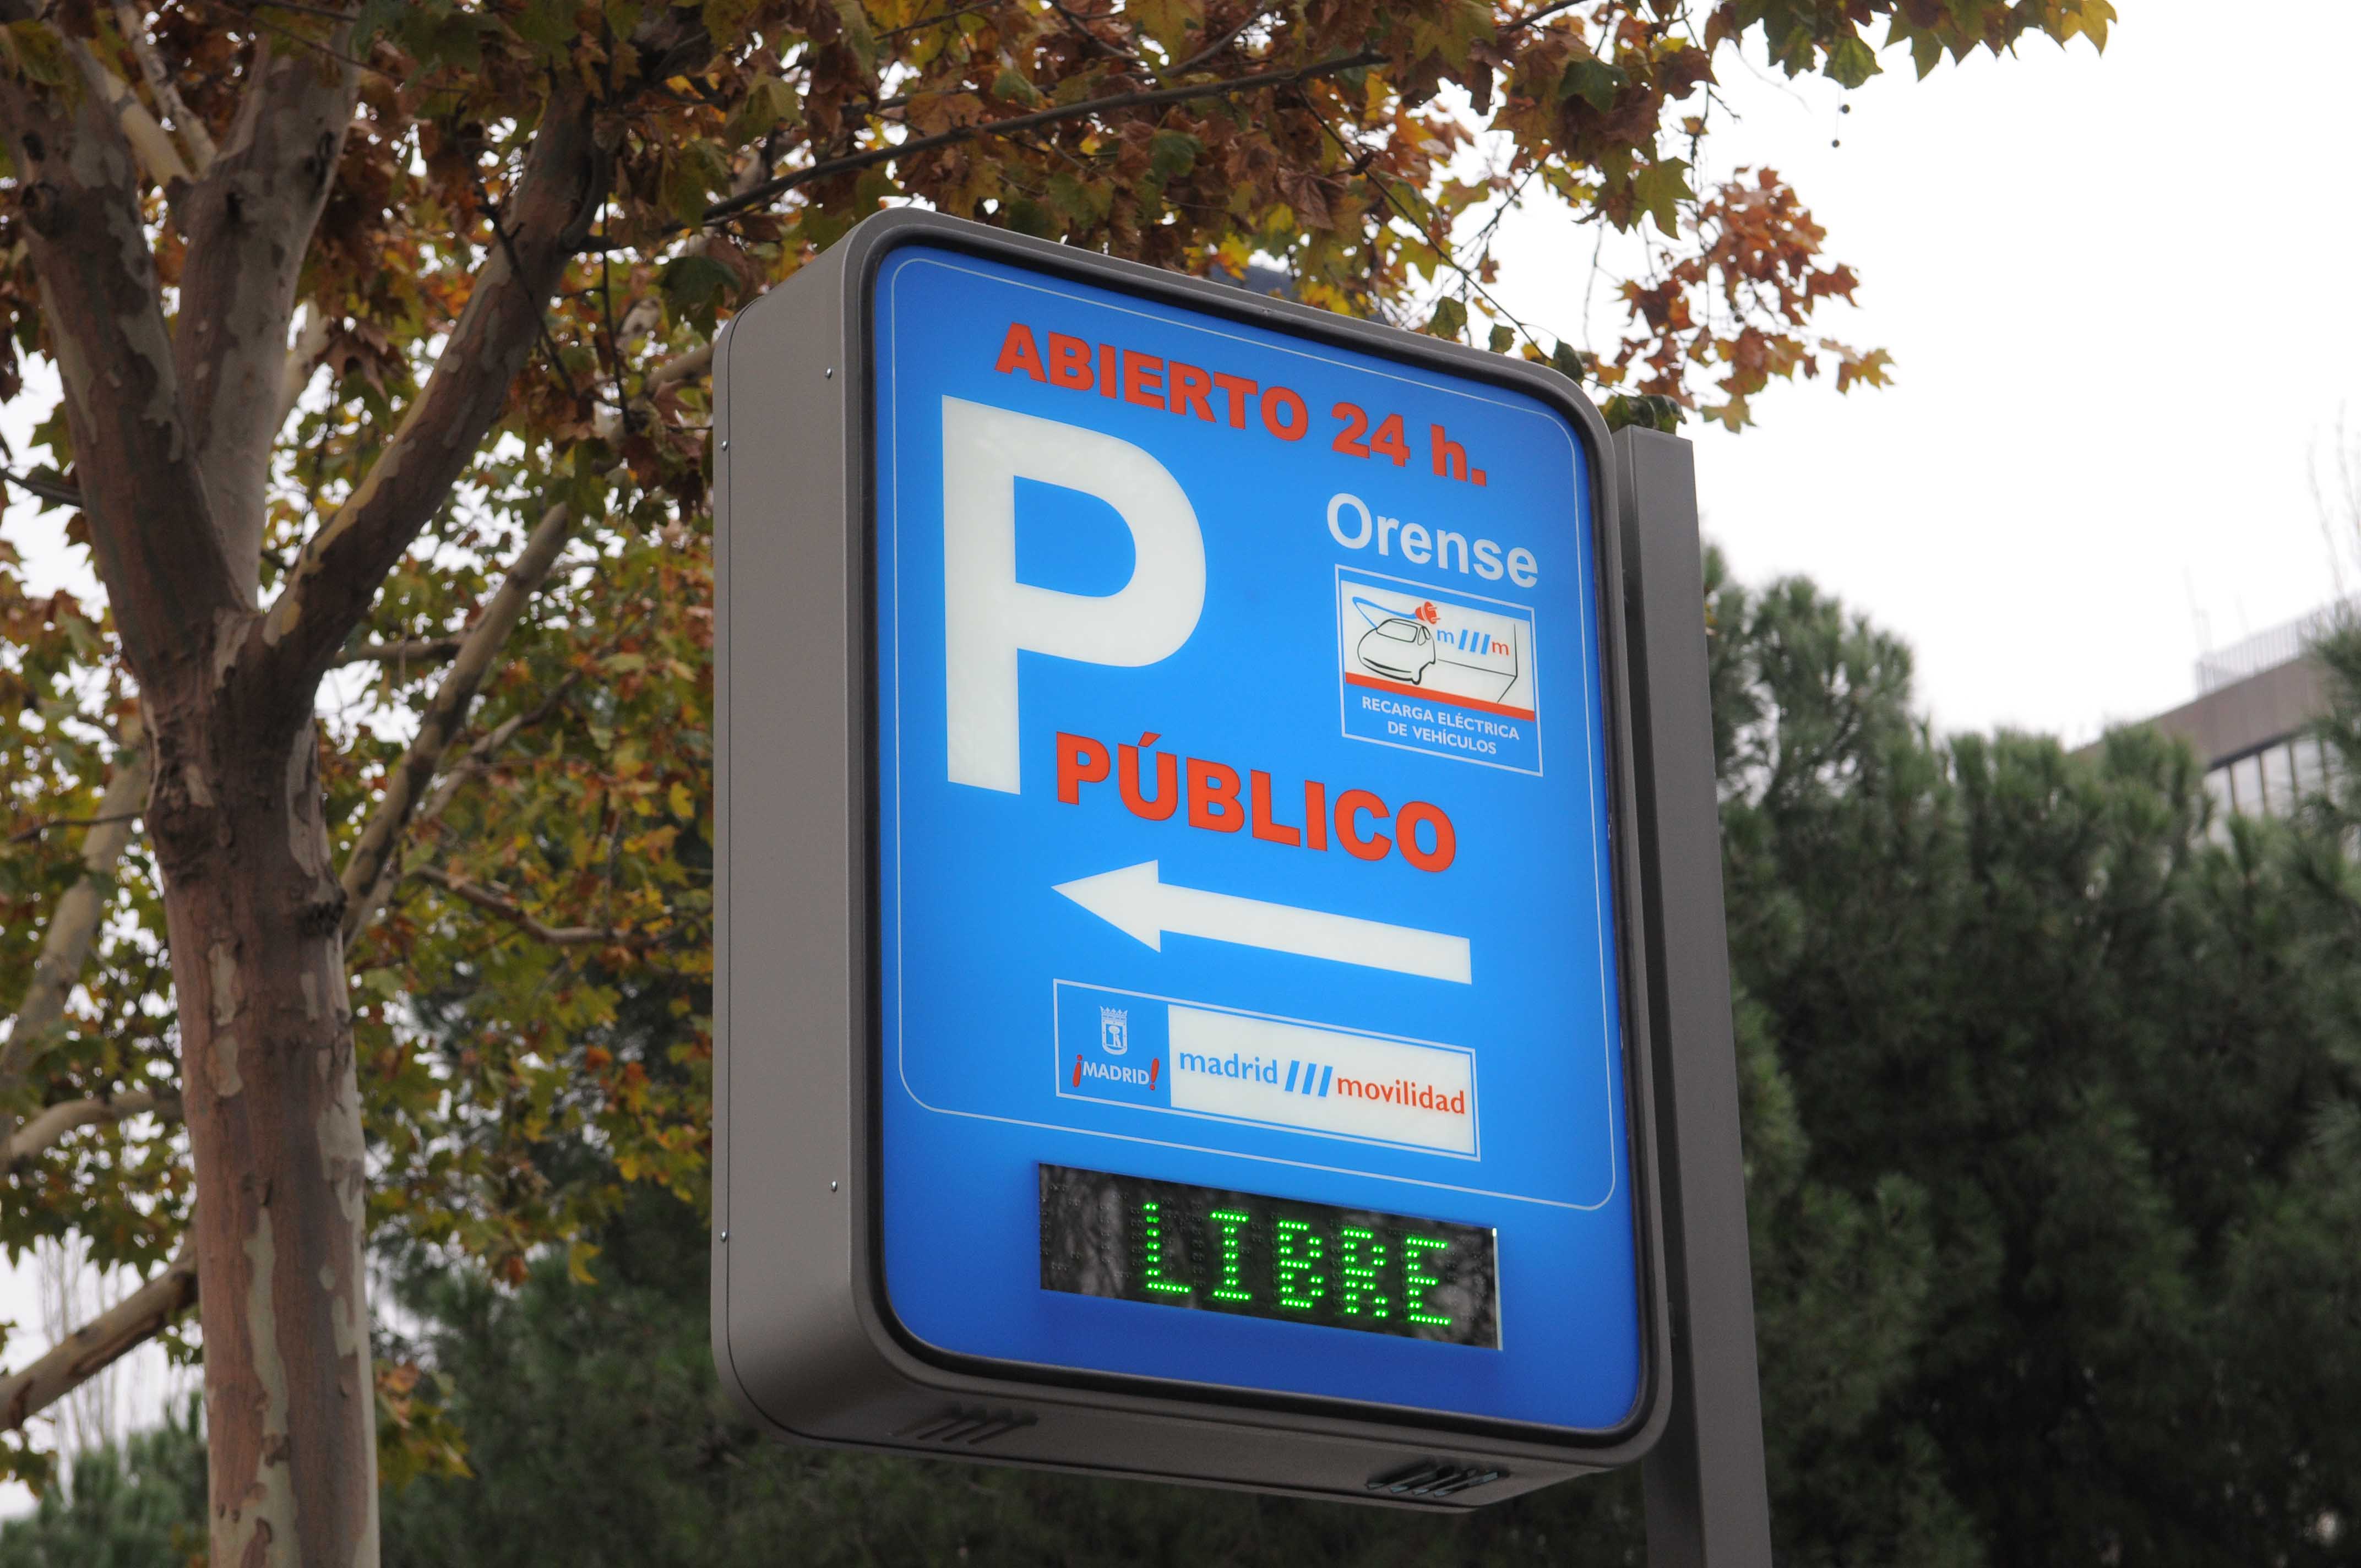 ABIERTO 24 h.
P
Orense
m///m
RECARGA ELÉCTRICA
DE VEHÍCULOS
PÚBLICO
¡MADRID!
madrid///movilidad
LIBRE